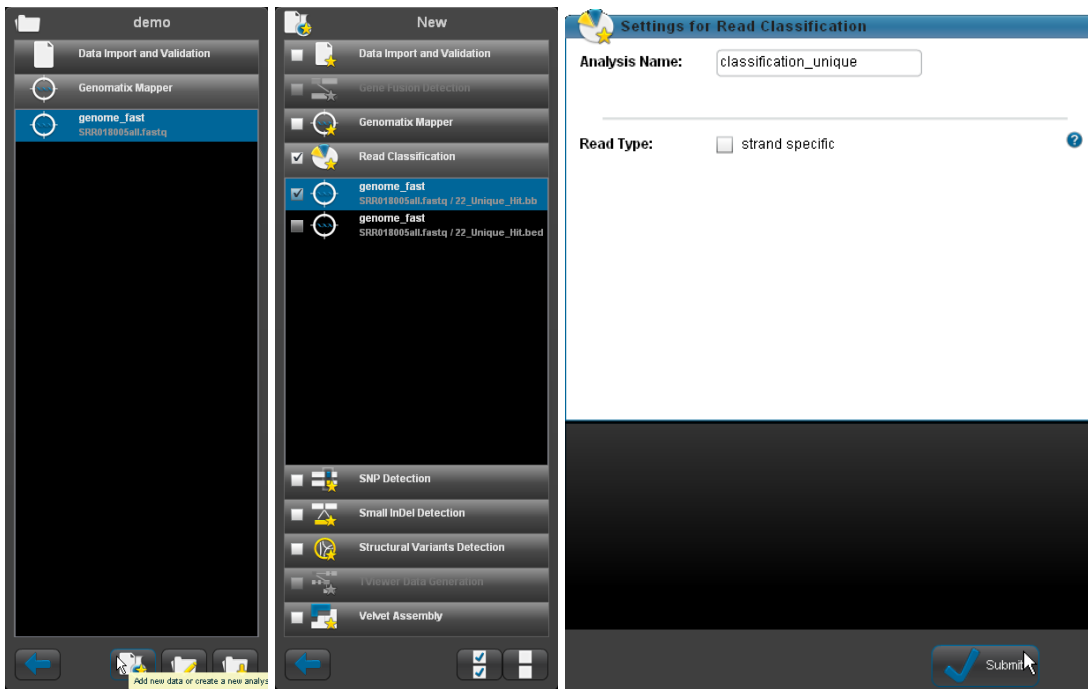 demo
Data Import and Validation
Genomatix Mapper
genome_fast
SRR018005all.fastq
Add new data or create a new analys
New
Data Import and Validation
Gene Fusion Detection
Genomatix Mapper
Read Classification
genome_fast
SRR018005all.fastq / 22_Unique_Hit.bb
genome_fast
SRR018005all.fastq / 22_Unique_Hit.bed
SNP Detection
Small InDel Detection
Structural Variants Detection
TViewer Data Generation
Velvet Assembly
Settings for Read Classification
Analysis Name: classification_unique
Read Type: strand specific
?
Submit